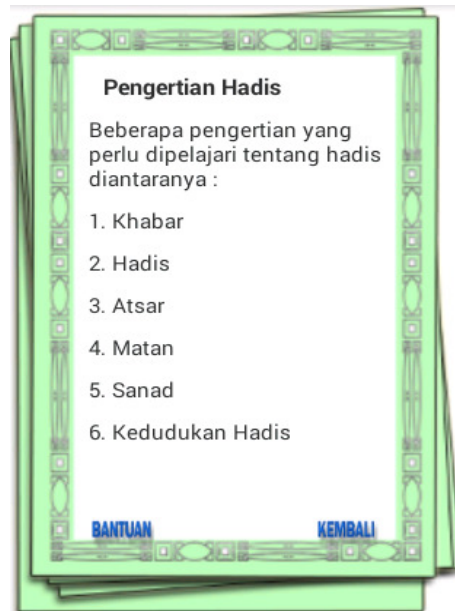 Pengertian Hadis
Beberapa pengertian yang
perlu dipelajari tentang hadis
diantaranya :
1. Khabar
2. Hadis
3. Atsar
4. Matan
5. Sanad
6. Kedudukan Hadis
BANTUAN
KEMBALI